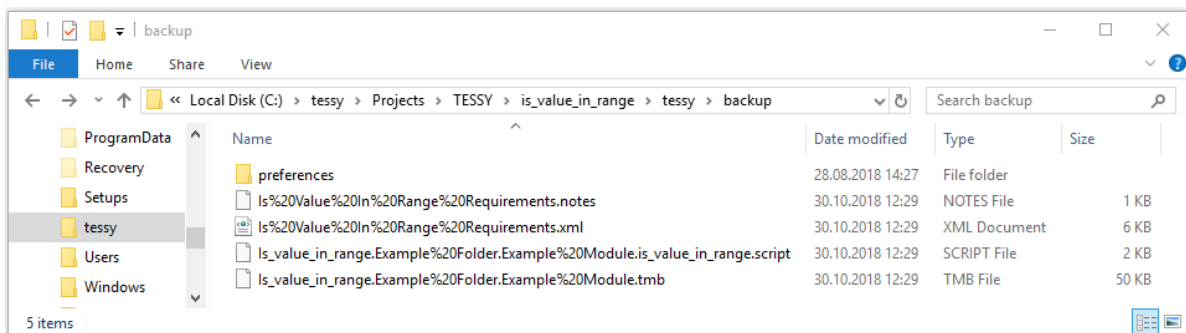 backup
File Home Share View
« Local Disk (C:) > tessy > Projects > TESSY > is_value_in_range > tessy > backup Search backup
Name Date modified Type Size
ProgramData
Recovery
Setups
tessy
Users
Windows
preferences 28.08.2018 14:27 File folder
Is%20Value%20In%20Range%20Requirements.notes 30.10.2018 12:29 NOTES File 1 KB
Is%20Value%20In%20Range%20Requirements.xml 30.10.2018 12:29 XML Document 6 KB
Is_value_in_range.Example%20Folder.Example%20Module.is_value_in_range.script 30.10.2018 12:29 SCRIPT File 2 KB
Is_value_in_range.Example%20Folder.Example%20Module.tmb 30.10.2018 12:29 TMB File 50 KB
5 items